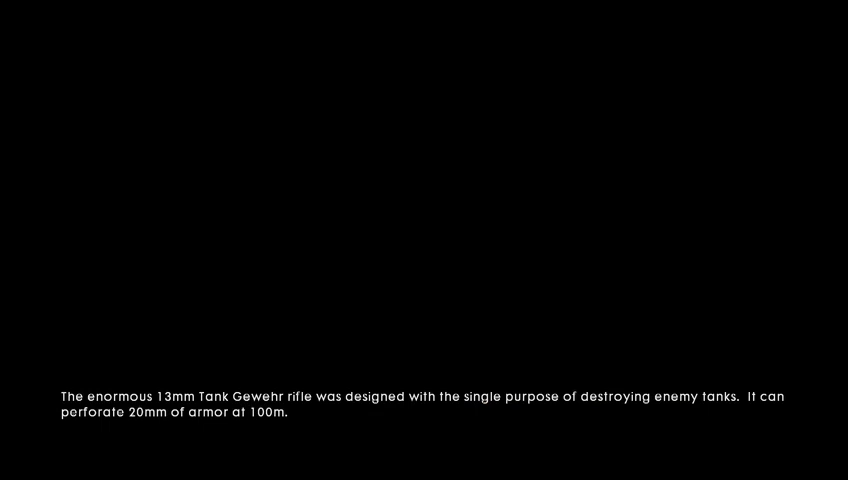 The enormous 13mm Tank Gewehr rifle was designed with the single purpose of destroying enemy tanks.  It can
perforate 20mm of armor at 100m.